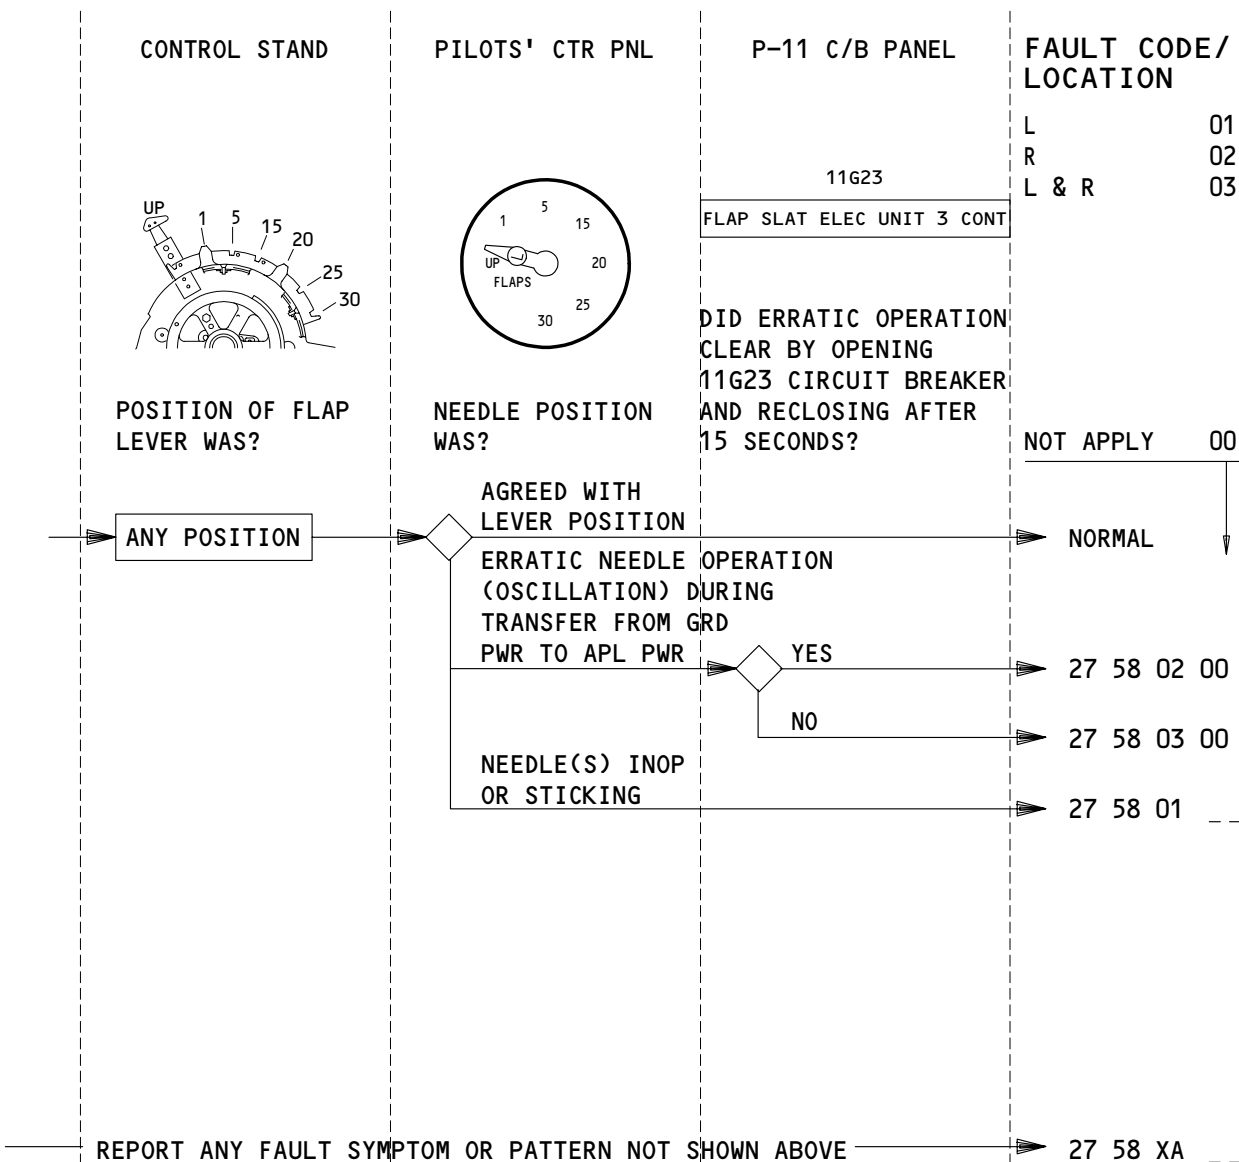 CONTROL STAND
PILOTS' CTR PNL
P-11 C/B PANEL
FAULT CODE/
LOCATION
L 01
R 02
L & R 03
UP
1
5
15
20
25
30
1
5
15
20
25
30
UP
L
FLAPS
11G23
FLAP SLAT ELEC UNIT 3 CONT
POSITION OF FLAP
LEVER WAS?
NEEDLE POSITION
WAS?
DID ERRATIC OPERATION
CLEAR BY OPENING
11G23 CIRCUIT BREAKER
AND RECLOSING AFTER
15 SECONDS?
NOT APPLY 00
ANY POSITION
AGREED WITH
LEVER POSITION
NORMAL
ERRATIC NEEDLE OPERATION
(OSCILLATION) DURING
TRANSFER FROM GRD
PWR TO APL PWR
YES
27 58 02 00
NO
27 58 03 00
NEEDLE(S) INOP
OR STICKING
27 58 01 _ _
REPORT ANY FAULT SYMPTOM OR PATTERN NOT SHOWN ABOVE
27 58 XA _ _